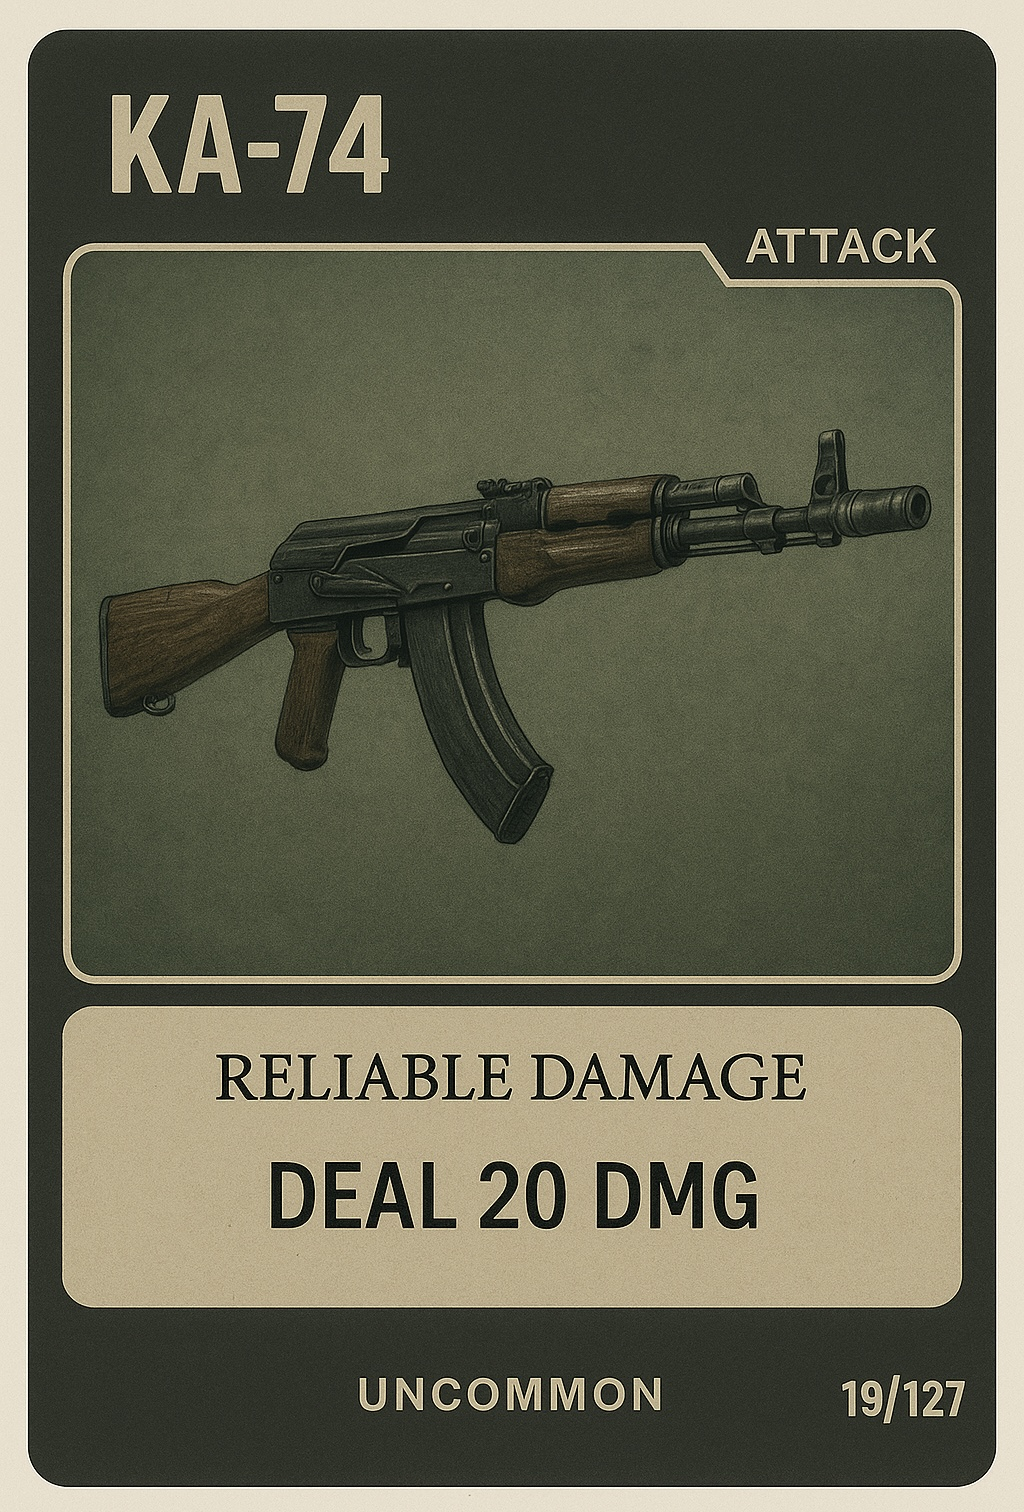 KA-74
ATTACK
RELIABLE DAMAGE
DEAL 20 DMG
UNCOMMON
19/127